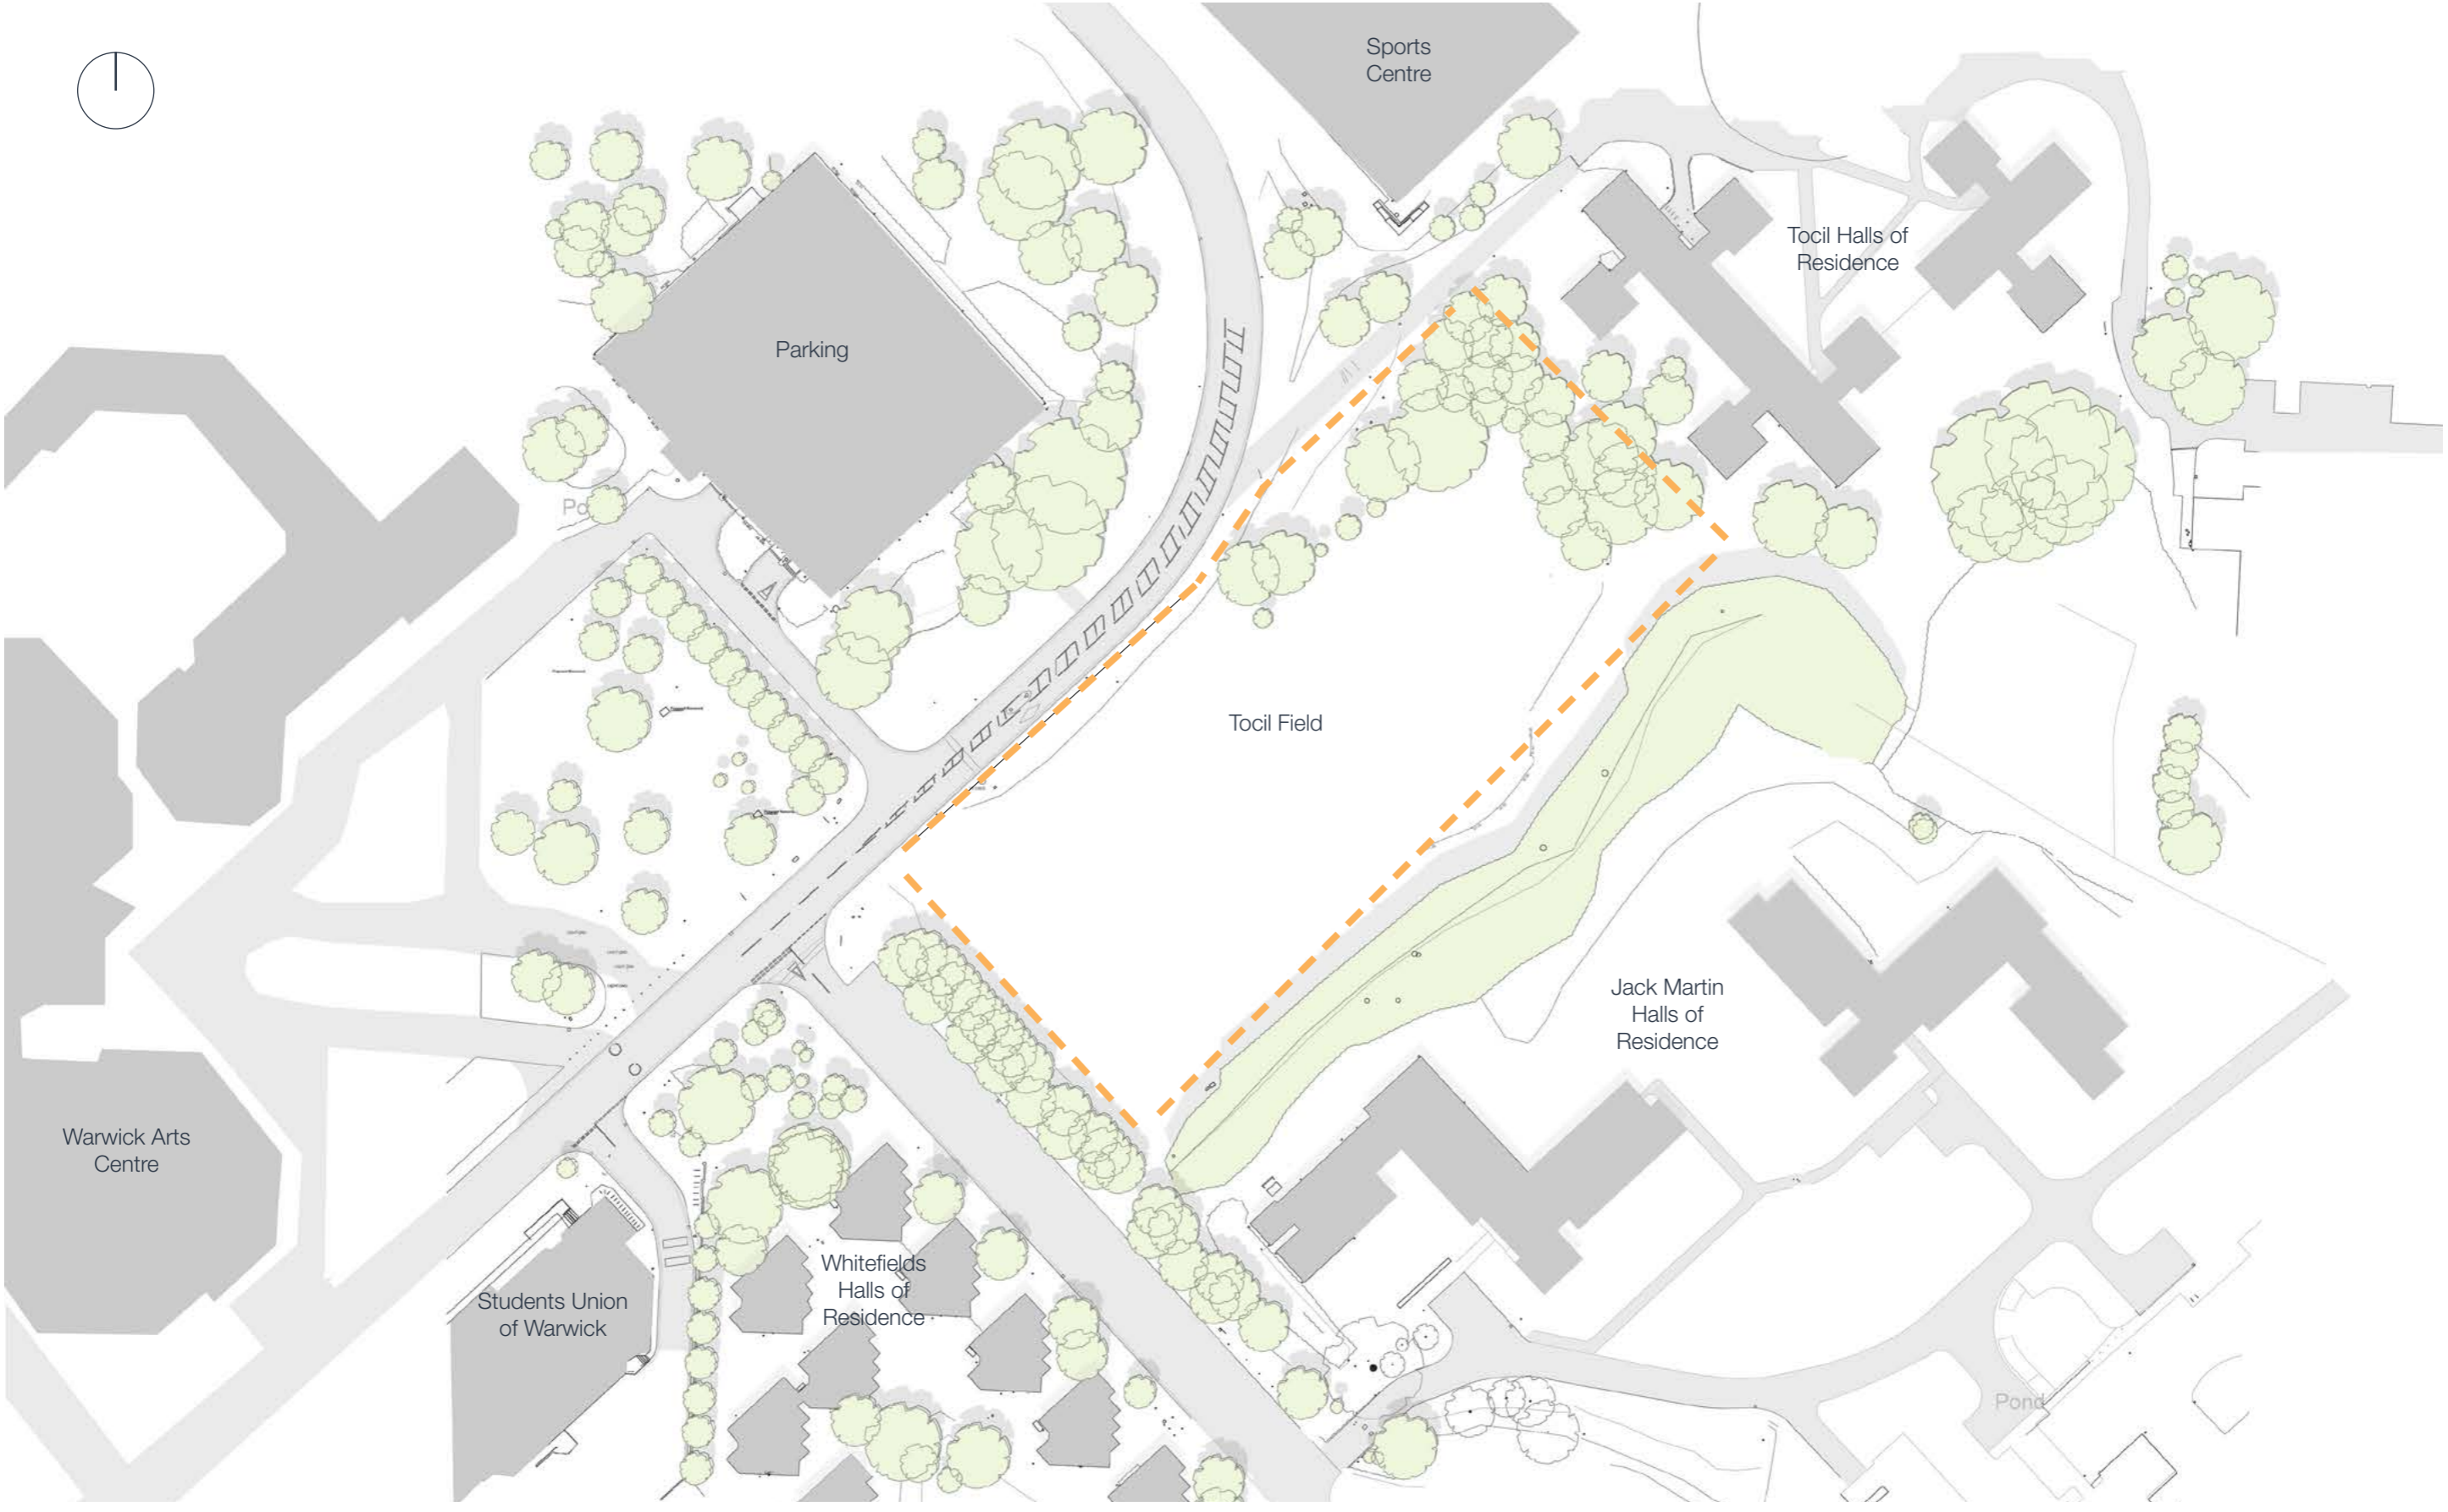 Sports
Centre
Tocil Halls of
Residence
Parking
Po
Tocil Field
Jack Martin
Halls of
Residence
Warwick Arts
Centre
Whitefields
Halls of
Residence
Students Union
of Warwick
Pond